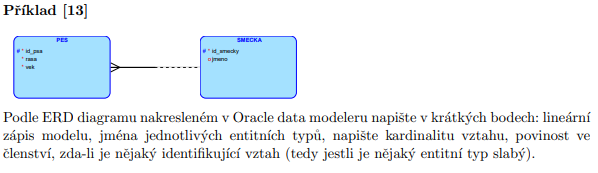 Příklad [13]
PES
# * id_psa
* rasa
* vek
SMECKA
# * id_smecky
o jmeno
Podle ERD diagramu nakresleném v Oracle data modeleru napište v krátkých bodech: lineární
zápis modelu, jména jednotlivých entitních typů, napište kardinalitu vztahu, povinost ve
členství, zda-li je nějaký identifikující vztah (tedy jestli je nějaký entitní typ slabý).